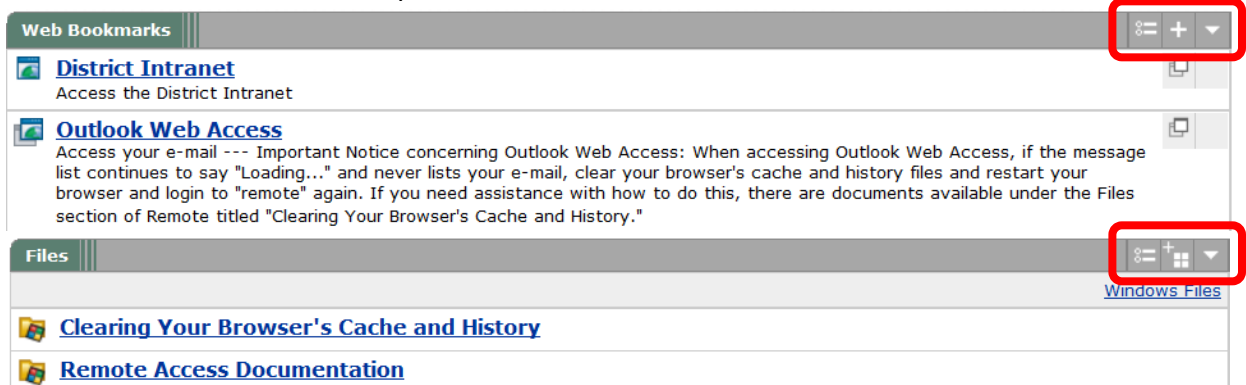 Web Bookmarks
District Intranet
Access the District Intranet
Outlook Web Access
Access your e-mail --- Important Notice concerning Outlook Web Access: When accessing Outlook Web Access, if the message
list continues to say "Loading..." and never lists your e-mail, clear your browser's cache and history files and restart your
browser and login to "remote" again. If you need assistance with how to do this, there are documents available under the Files
section of Remote titled "Clearing Your Browser's Cache and History."
Files
Windows Files
Clearing Your Browser's Cache and History
Remote Access Documentation